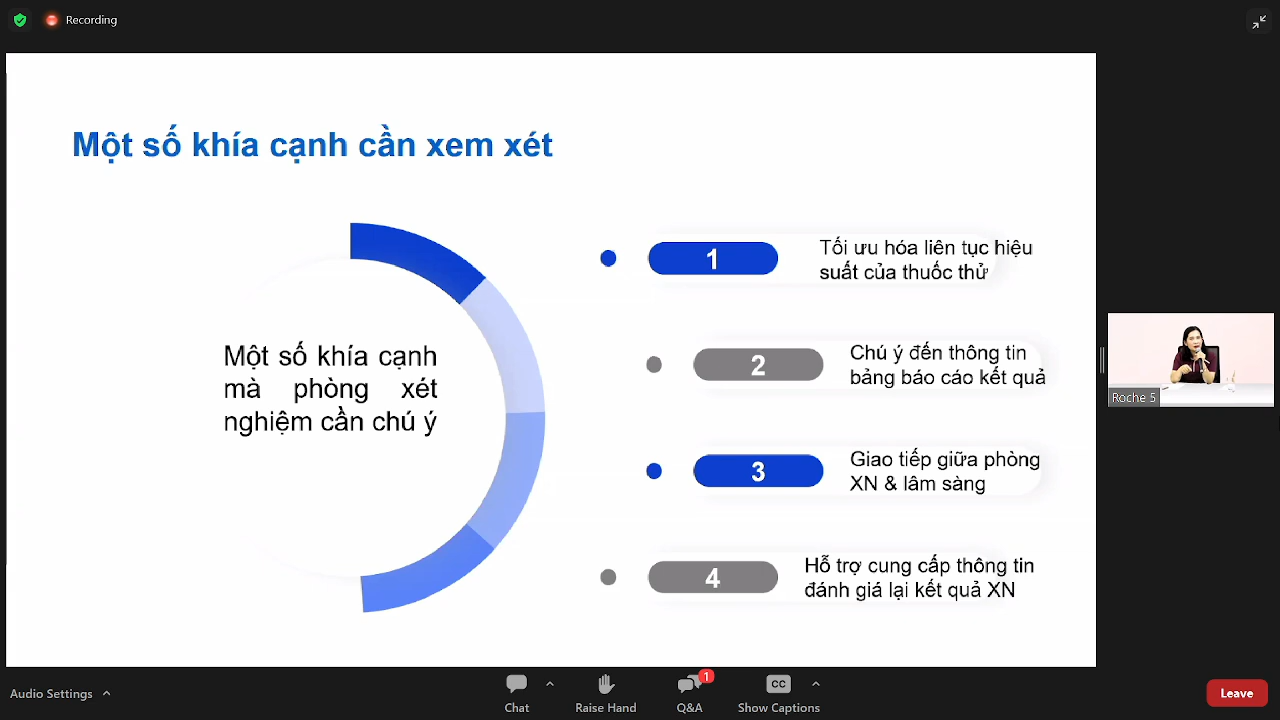 Recording
Một số khía cạnh cần xem xét
Một số khía cạnh
mà phòng xét
nghiệm cần chú ý
1
Tối ưu hóa liên tục hiệu
suất của thuốc thử
2
Chú ý đến thông tin
bảng báo cáo kết quả
3
Giao tiếp giữa phòng
XN & lâm sàng
4
Hỗ trợ cung cấp thông tin
đánh giá lại kết quả XN
Roche 5
Audio Settings
Chat
Raise Hand
1
Q&A
CC
Show Captions
Leave